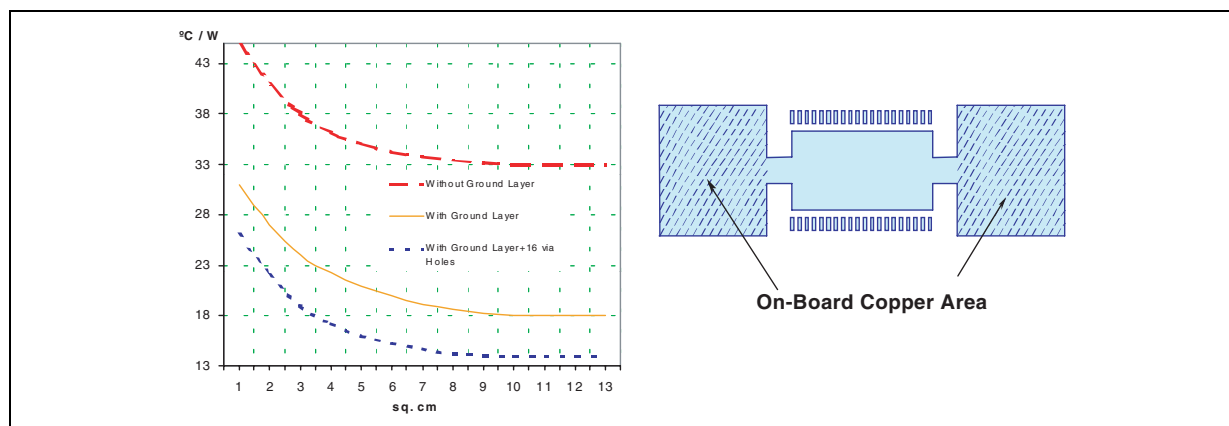 ºC / W
43
38
33
28
23
18
13
Without Ground Layer
With Ground Layer
With Ground Layer+16 via
Holes
1 2 3 4 5 6 7 8 9 10 11 12 13
sq. cm
On-Board Copper Area